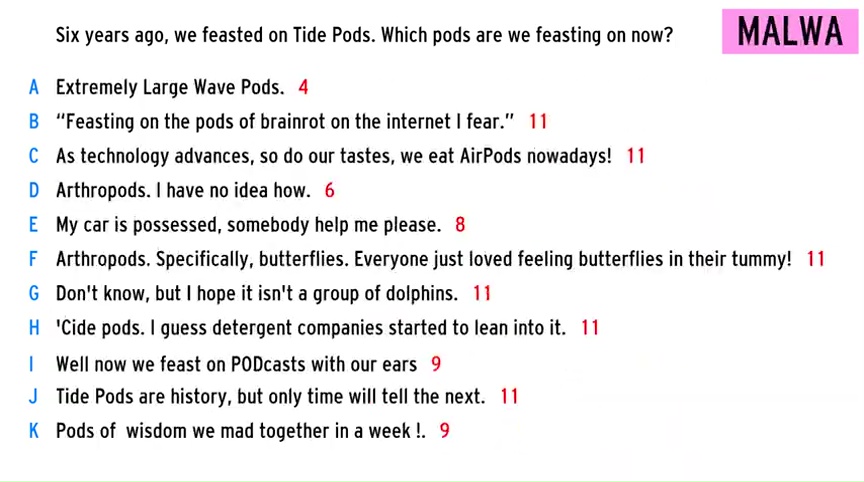 Six years ago, we feasted on Tide Pods. Which pods are we feasting on now?
MALWA
A Extremely Large Wave Pods. 4
B “Feasting on the pods of brainrot on the internet I fear.” 11
C As technology advances, so do our tastes, we eat AirPods nowadays! 11
D Arthropods. I have no idea how. 6
E My car is possessed, somebody help me please. 8
F Arthropods. Specifically, butterflies. Everyone just loved feeling butterflies in their tummy! 11
G Don't know, but I hope it isn't a group of dolphins. 11
H 'Cide pods. I guess detergent companies started to lean into it. 11
I Well now we feast on PODcasts with our ears 9
J Tide Pods are history, but only time will tell the next. 11
K Pods of wisdom we mad together in a week !. 9